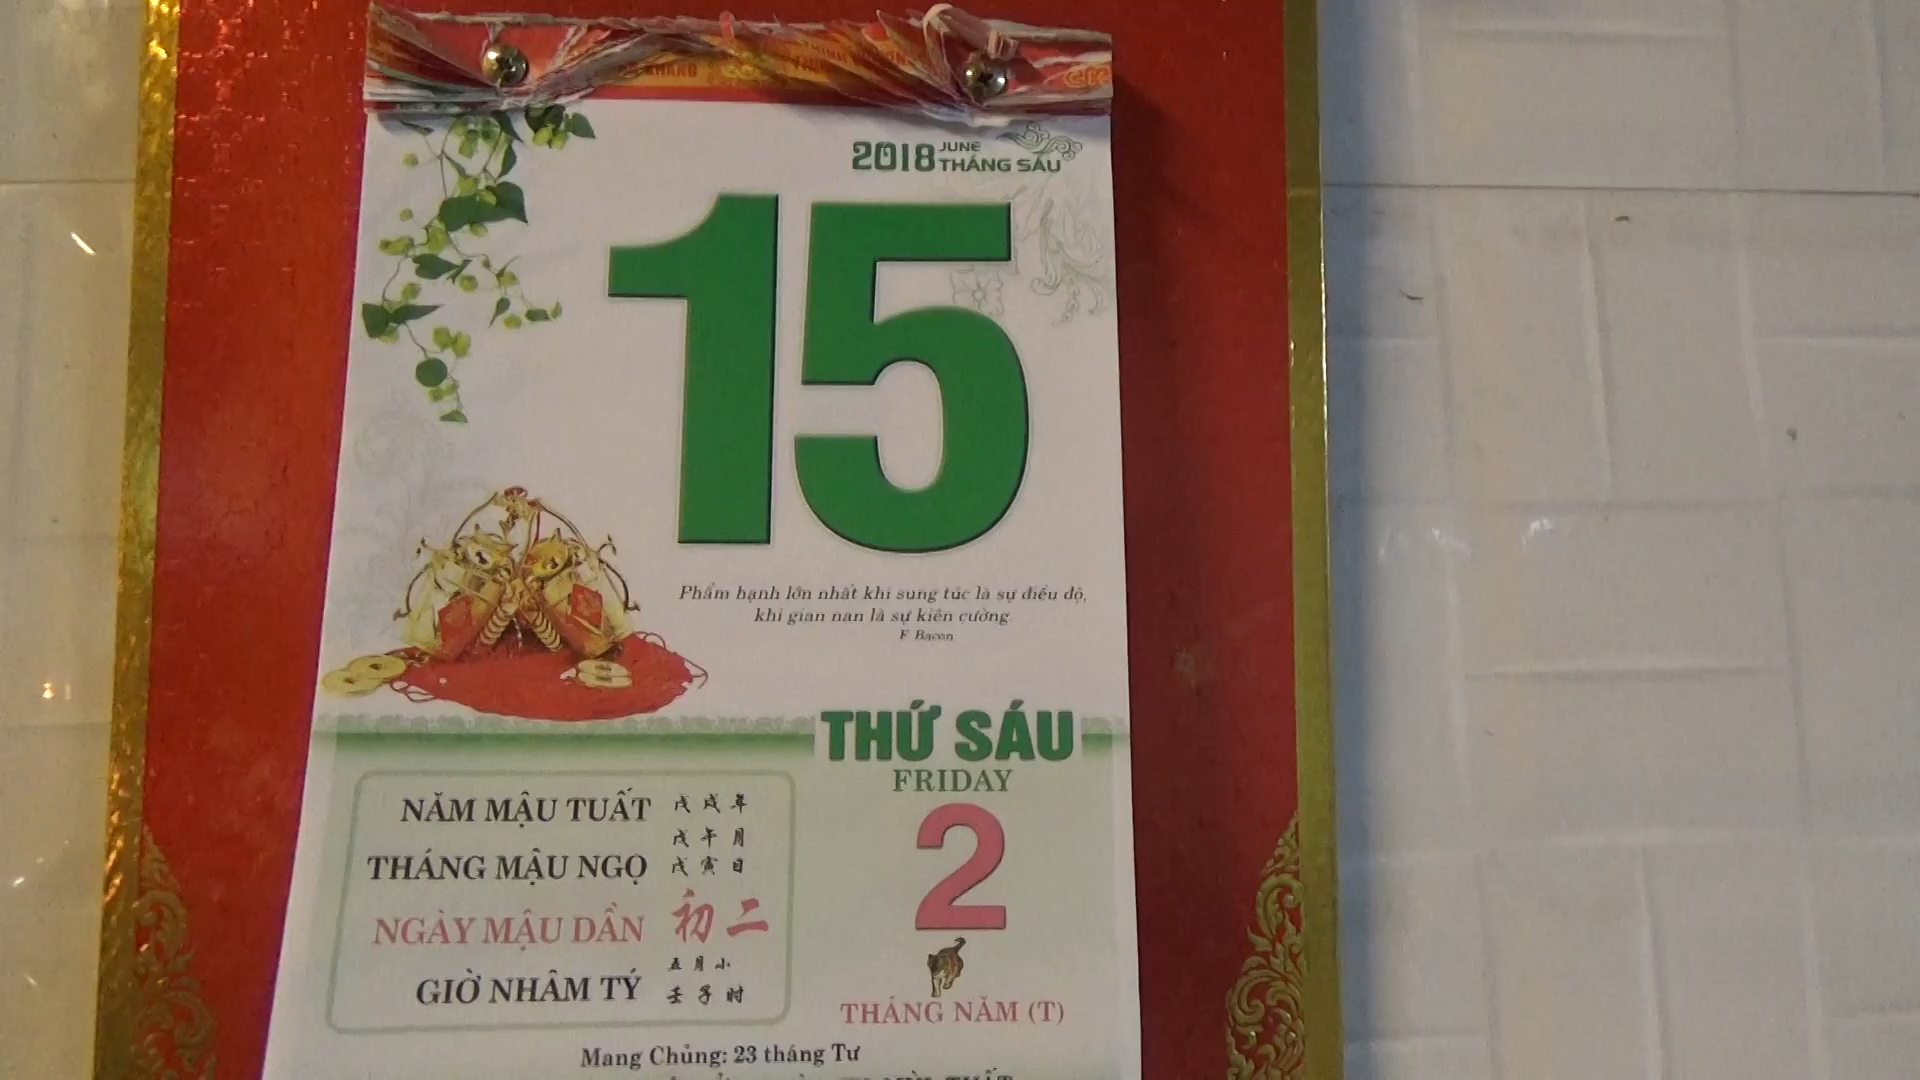 KHANG
2018 JUNE
THÁNG SÁU
15
Phẩm hạnh lớn nhất khi sung túc là sự điều độ,
khi gian nan là sự kiên cường.
F. Bacon
THỨ SÁU
FRIDAY
NĂM MẬU TUẤT 戊戌年
戊午月
THÁNG MẬU NGỌ 戊寅日
NGÀY MẬU DẦN 初二
五月小
GIỜ NHÂM TÝ 壬子时
2
THÁNG NĂM (T)
Mang Chủng: 23 tháng Tư